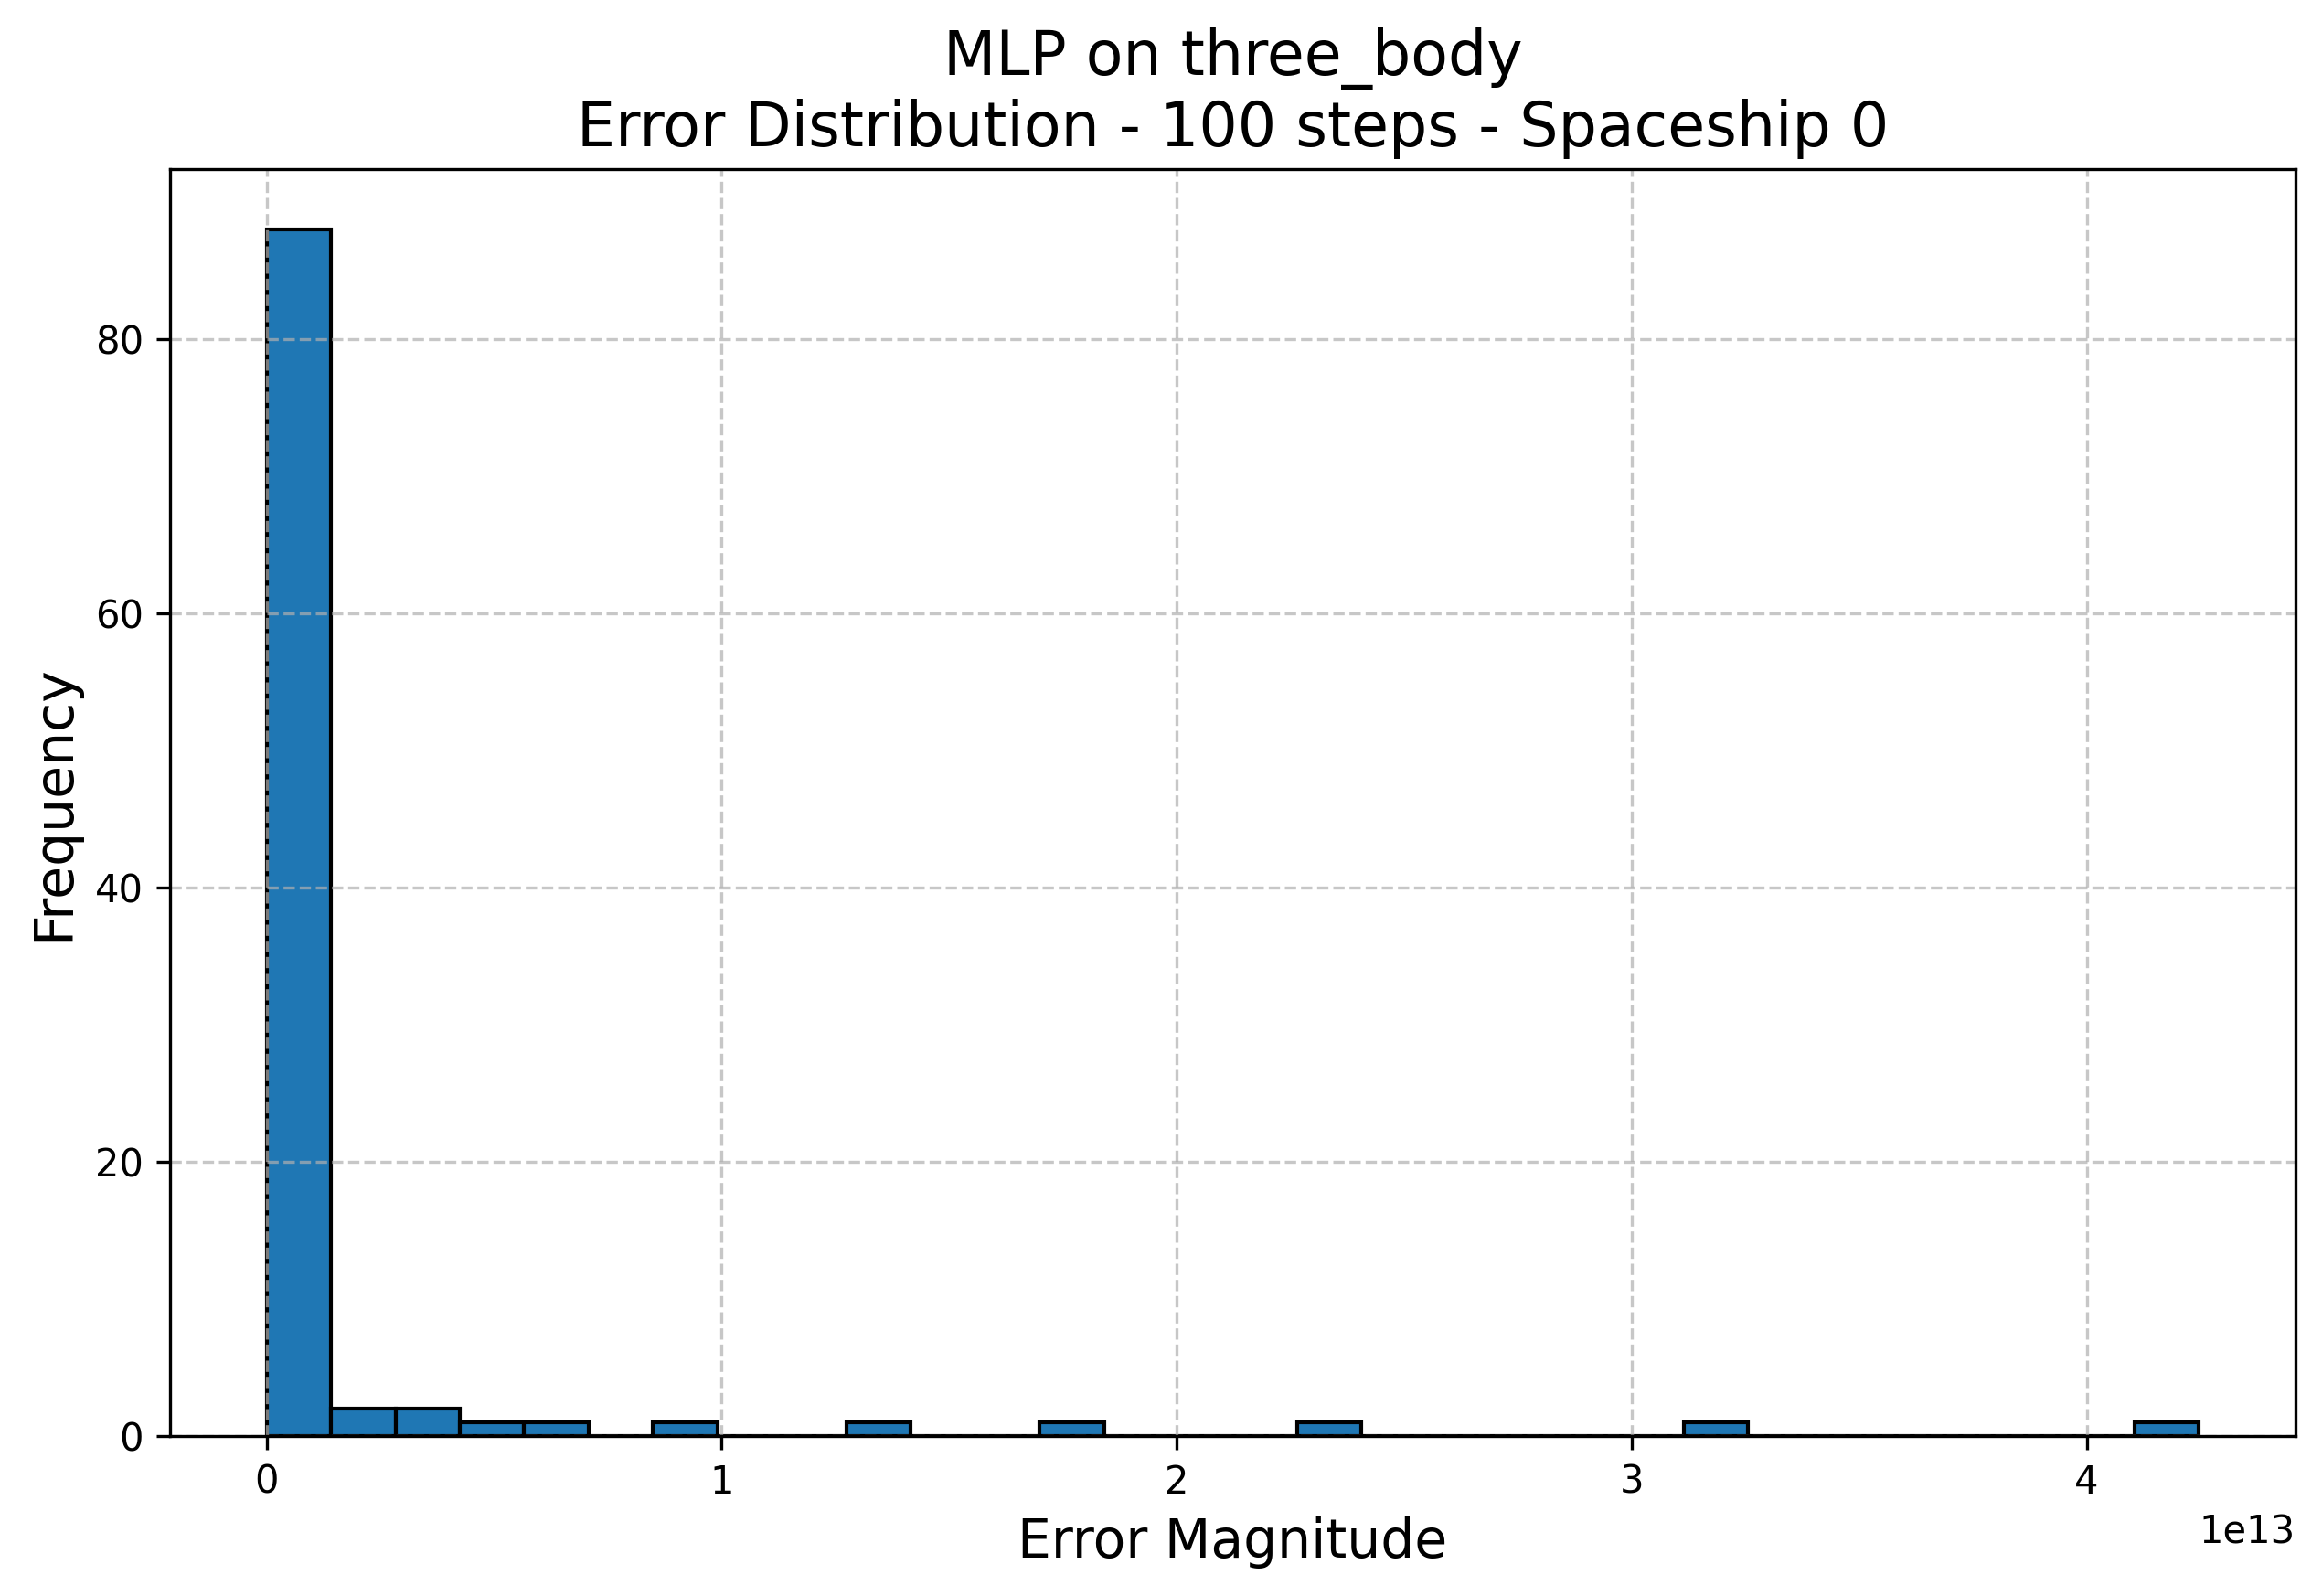 MLP on three_body
Error Distribution - 100 steps - Spaceship 0
Frequency
80
60
40
20
0
0 1 2 3 4
1e13
Error Magnitude